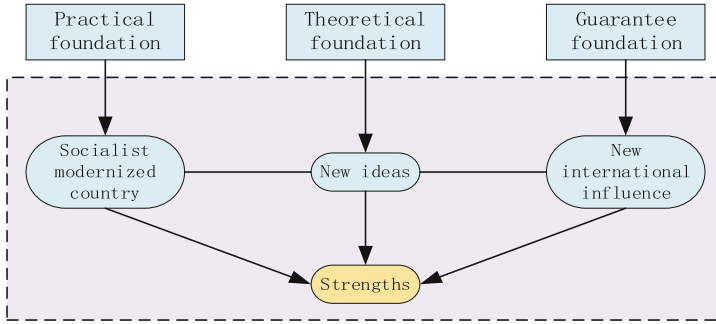 Practical
foundation
Theoretical
foundation
Guarantee
foundation
Socialist
modernized
country
New ideas
New
international
influence
Strengths